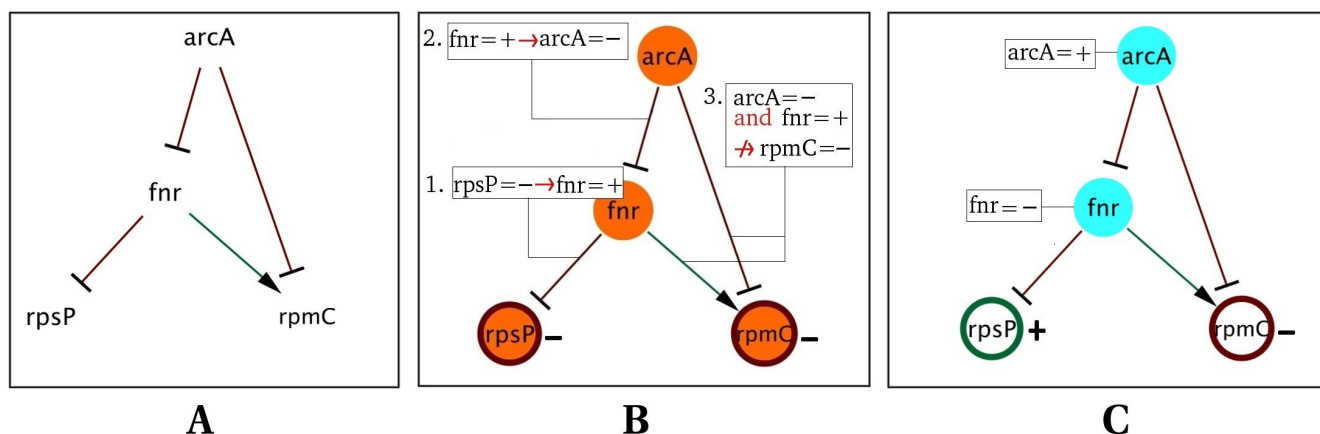 arcA
fnr
rpsP
rpmC
A
2. fnr=+→arcA=−
arcA
3. arcA=−
and fnr=+
↛ rpmC=−
1. rpsP=−→fnr=+
fnr
rpsP −
rpmC −
B
arcA=+
arcA
fnr=−
fnr
rpsP +
rpmC −
C